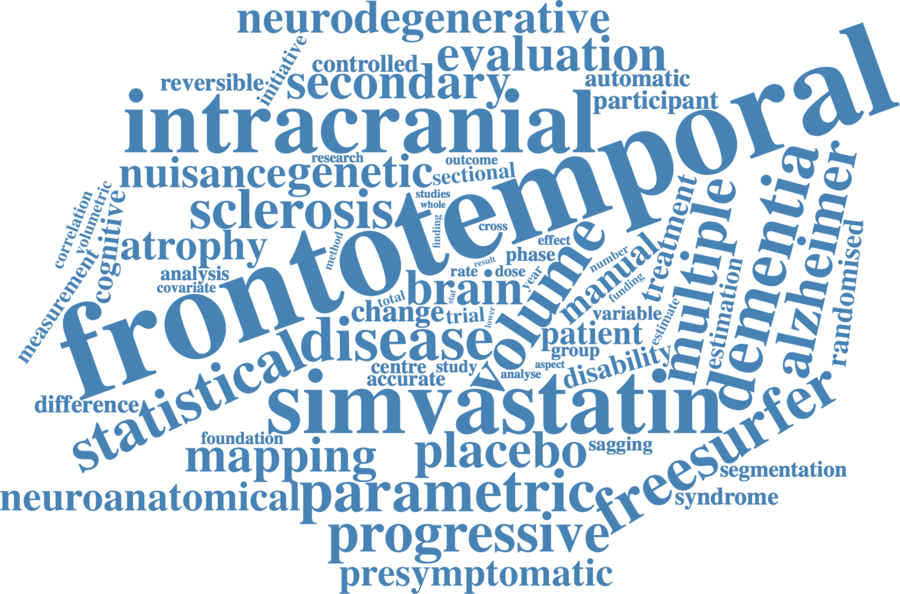 neurodegenerative
initiative
controlled
evaluation
reversible
secondary
automatic
participant
intracranial
frontotemporal
research
outcome
nuisance
genetic
sectional
correlation
volumetric
cognitive
studies
whole
sclerosis
finding
cross
atrophy
method
effect
phase
analysis
covariate
measurement
result
rate
dose
year
number
funding
manual
treatment
multiple
dementia
alzheimer
randomised
total
brain
stat
lower
change
trial
volume
variable
estimate
estimation
disease
patient
group
aspect
disability
statistical
centre
study
accurate
analyse
difference
simvastatin
foundation
mapping
placebo
sagging
freesurfer
segmentation
syndrome
neuroanatomical
parametric
progressive
presymptomatic